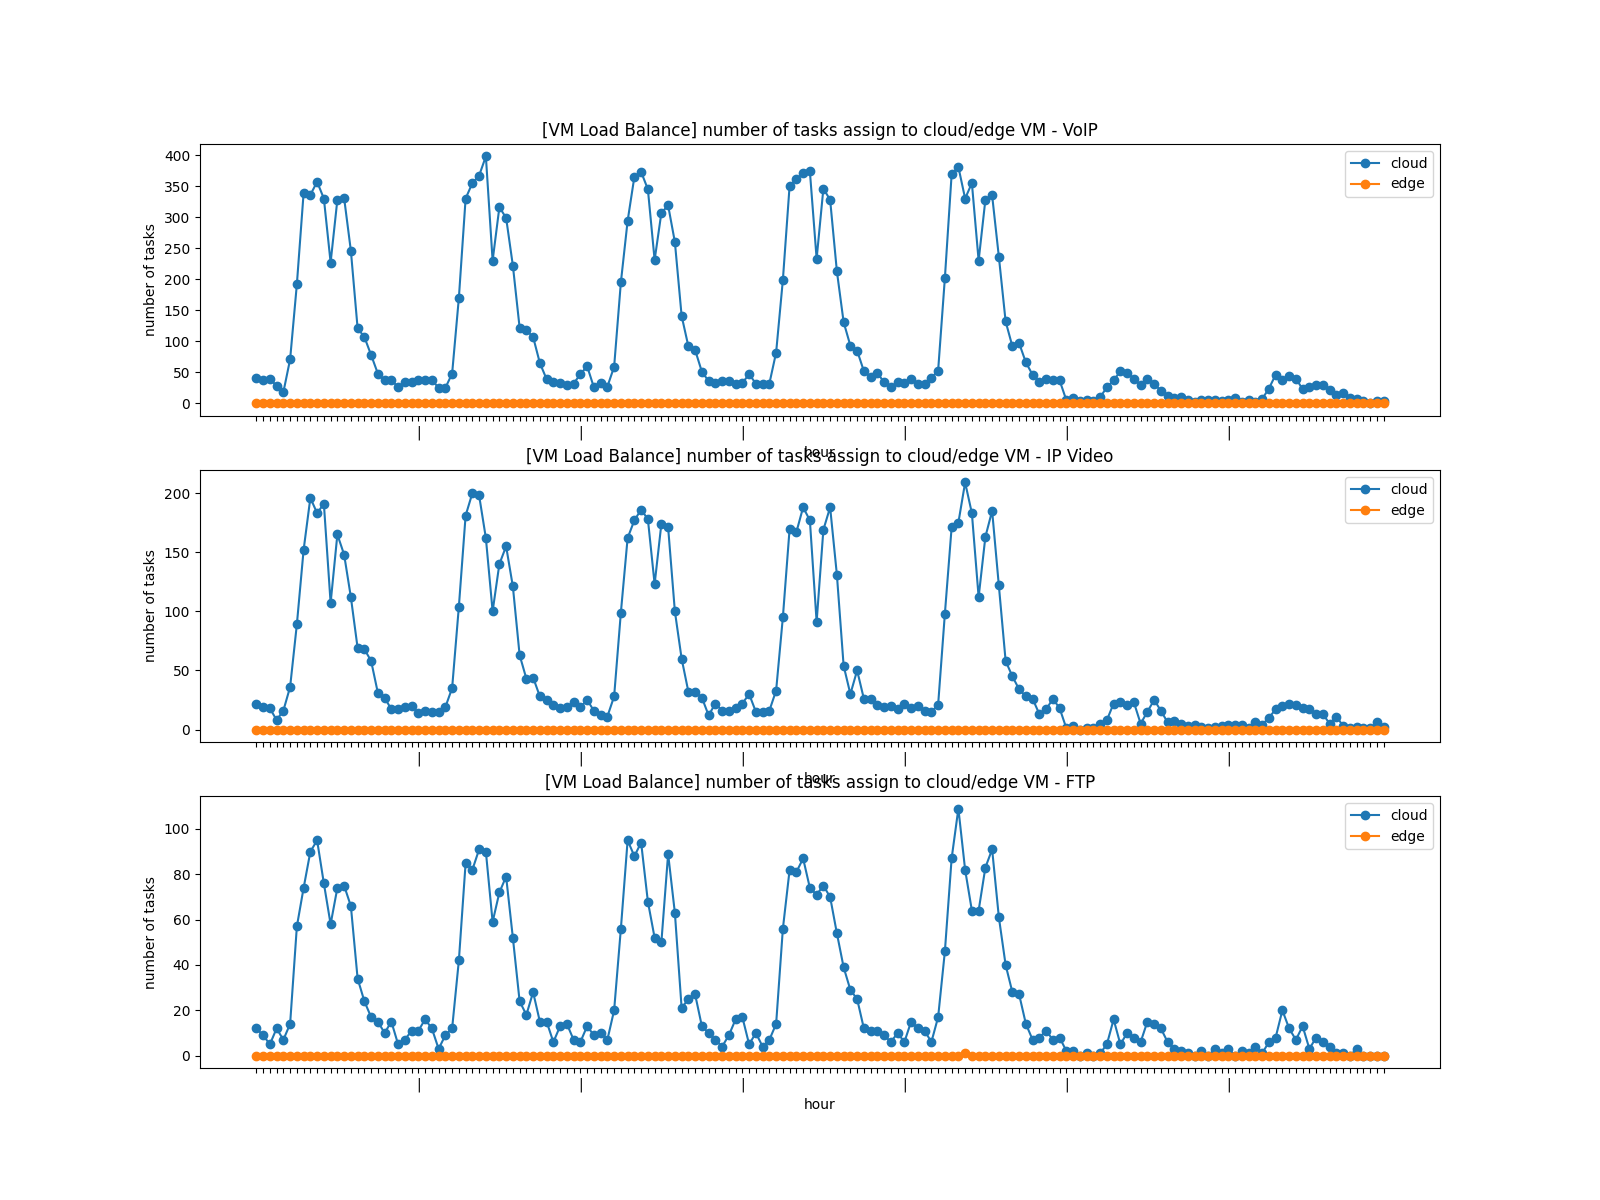 [VM Load Balance] number of tasks assign to cloud/edge VM - VoIP
400
350
300
250
200
150
100
50
0
number of tasks
cloud
edge
hour
[VM Load Balance] number of tasks assign to cloud/edge VM - IP Video
200
150
100
50
0
number of tasks
cloud
edge
hour
[VM Load Balance] number of tasks assign to cloud/edge VM - FTP
100
80
60
40
20
0
number of tasks
cloud
edge
hour